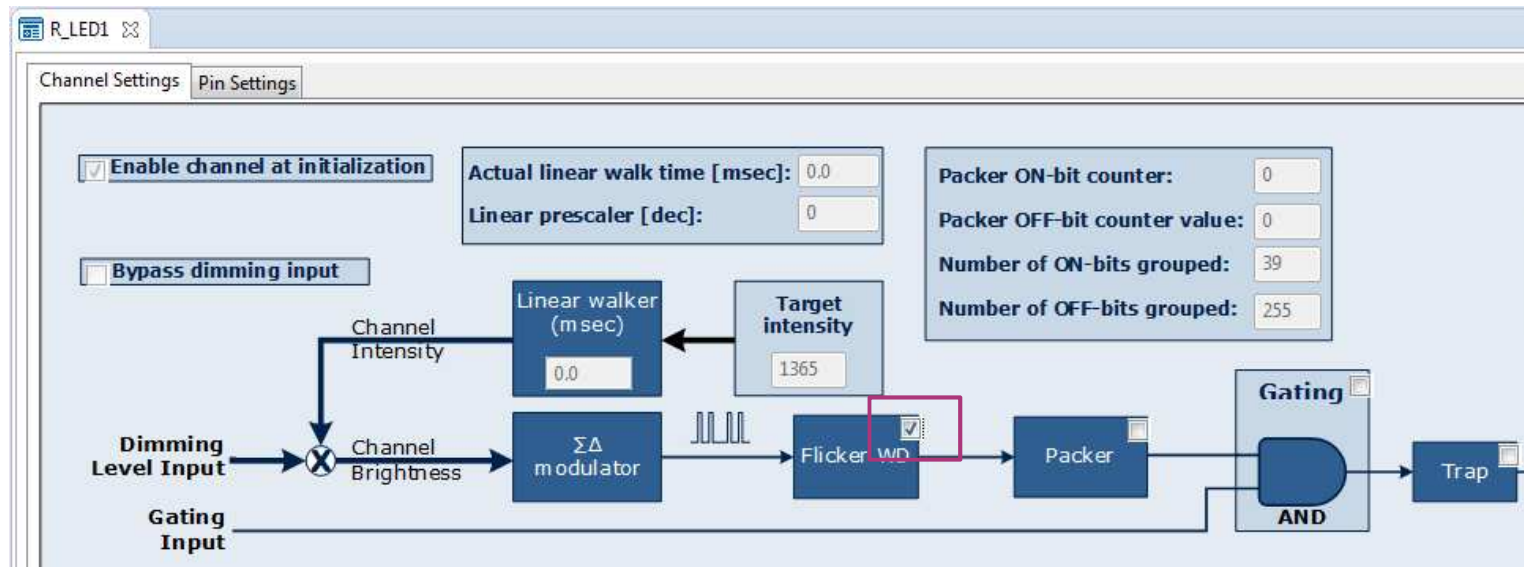 R_LED1
Channel Settings
Pin Settings
Enable channel at initialization
Actual linear walk time [msec]: 0.0
Linear prescaler [dec]: 0
Packer ON-bit counter: 0
Packer OFF-bit counter value: 0
Number of ON-bits grouped: 39
Number of OFF-bits grouped: 255
Bypass dimming input
Linear walker
(msec)
0.0
Target
intensity
1365
Channel
Intensity
Gating
Dimming
Level Input
X
Channel
Brightness
ΣΔ
modulator
Flicker WD
Packer
Trap
AND
Gating
Input